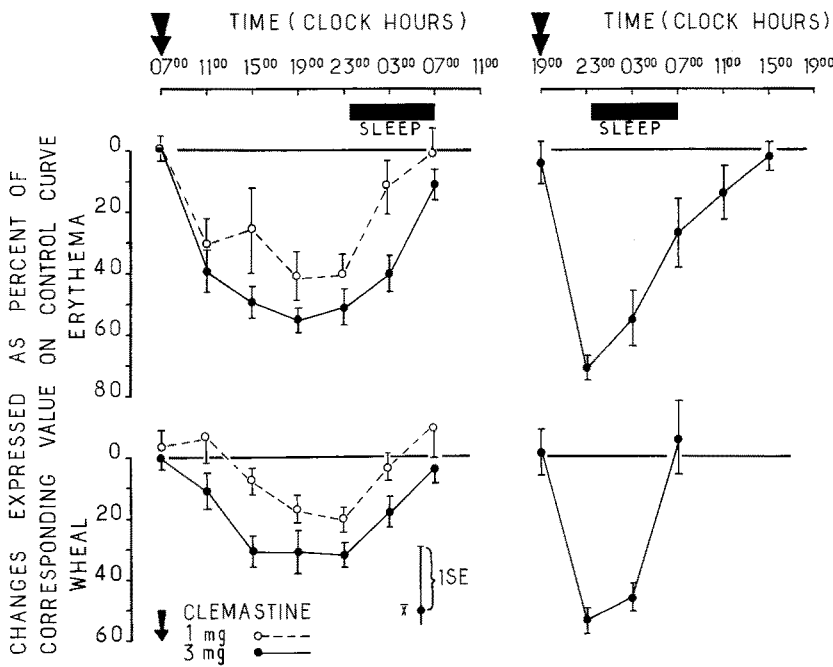 TIME (CLOCK HOURS)
07⁰⁰ 11⁰⁰ 15⁰⁰ 19⁰⁰ 23⁰⁰ 03⁰⁰ 07⁰⁰ 11⁰⁰
SLEEP
TIME (CLOCK HOURS)
19⁰⁰ 23⁰⁰ 03⁰⁰ 07⁰⁰ 11⁰⁰ 15⁰⁰ 19⁰⁰
SLEEP
CHANGES EXPRESSED AS PERCENT OF
CORRESPONDING VALUE ON CONTROL CURVE
ERYTHEMA
0
20
40
60
80
WHEAL
0
20
40
60
1SE
x̄
CLEMASTINE
1 mg
3 mg